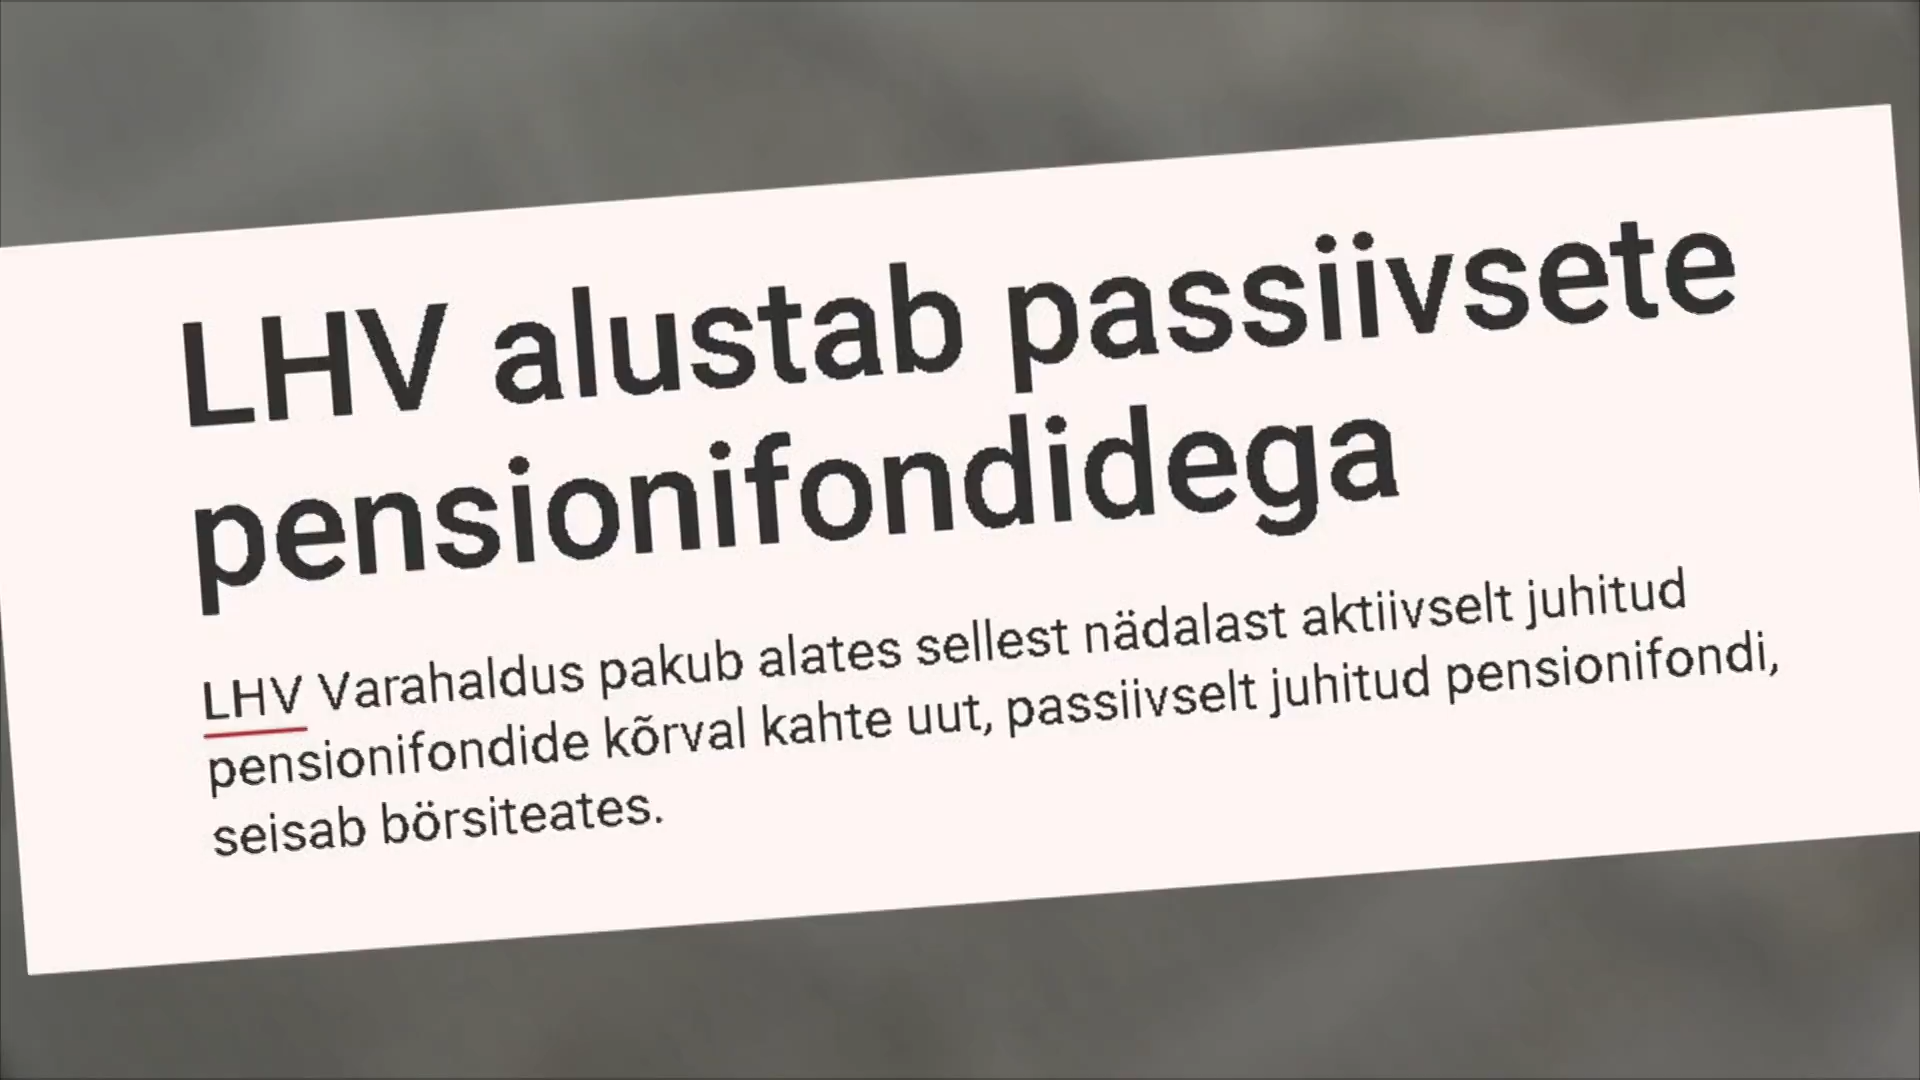 LHV alustab passiivsete
pensionifondidega
LHV Varahaldus pakub alates sellest nädalast aktiivselt juhitud
pensionifondide kõrval kahte uut, passiivselt juhitud pensionifondi,
seisab börsiteates.